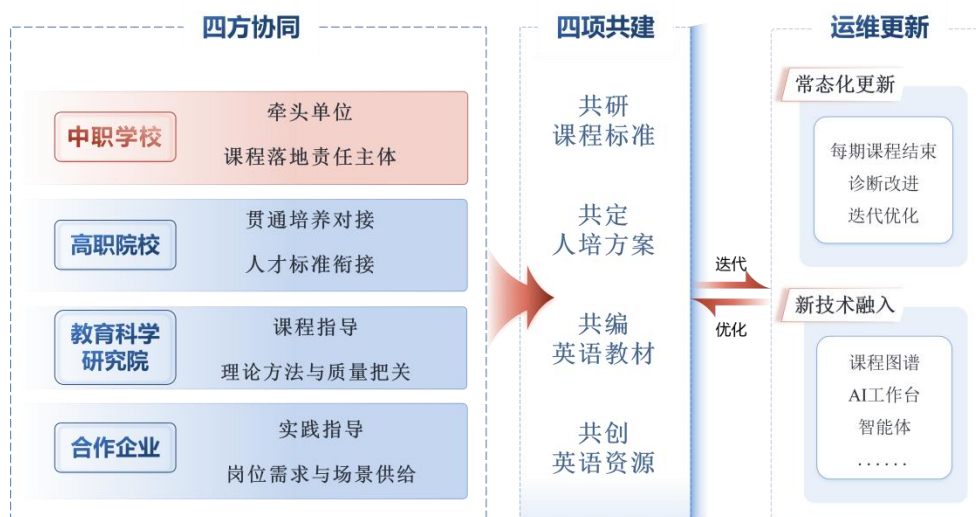 四方协同
中职学校
牵头单位
课程落地责任主体
高职院校
贯通培养对接
人才标准衔接
教育科学
研究院
课程指导
理论方法与质量把关
合作企业
实践指导
岗位需求与场景供给
四项共建
共研
课程标准
共定
人培方案
共编
英语教材
共创
英语资源
迭代
优化
运维更新
常态化更新
每期课程结束
诊断改进
迭代优化
新技术融入
课程图谱
AI工作台
智能体
......